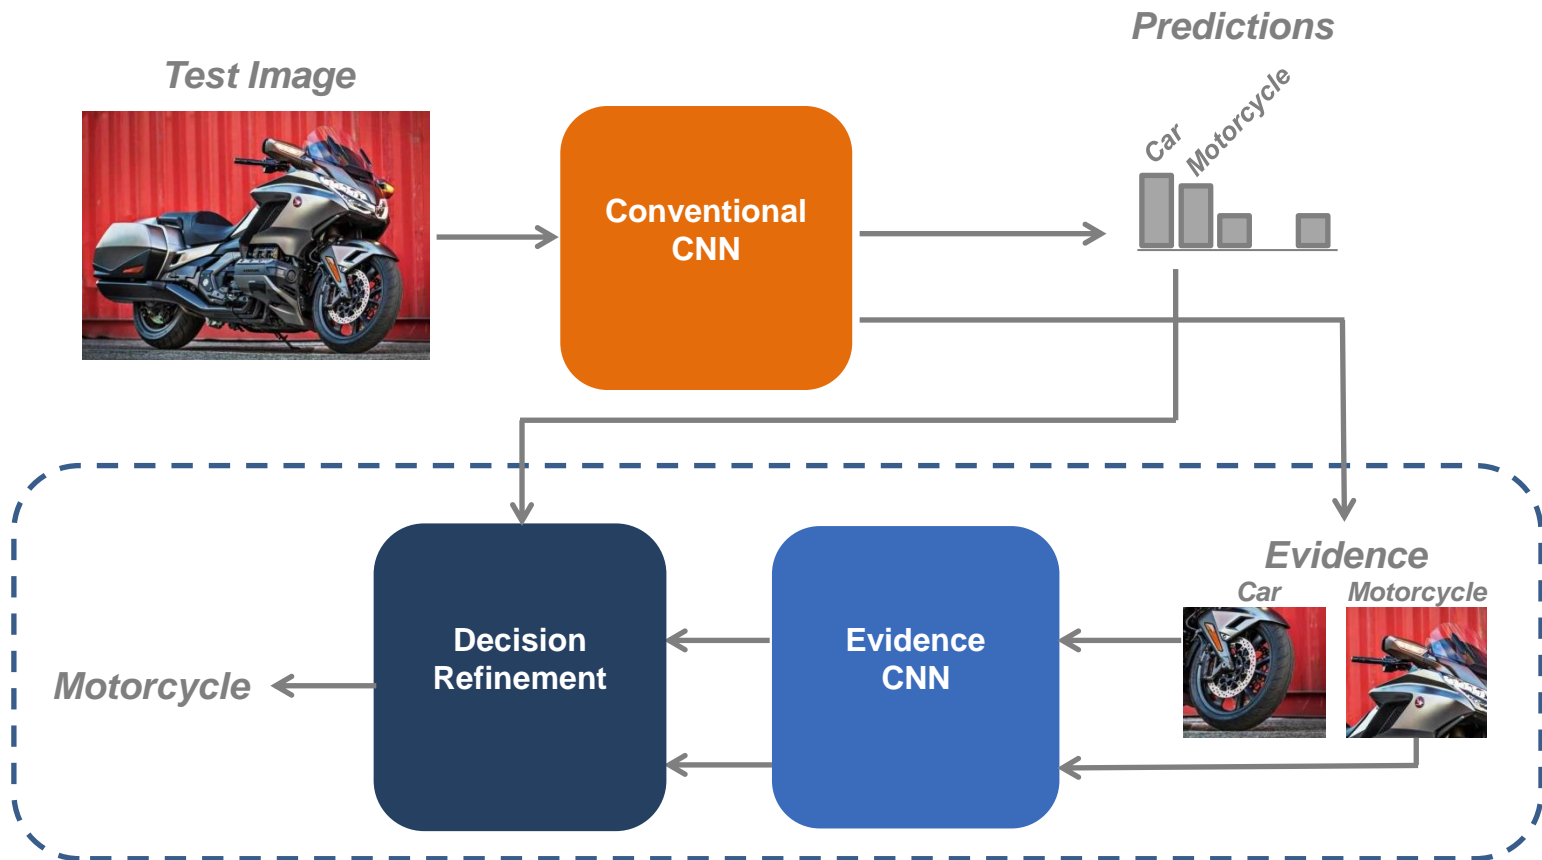 Predictions
Test Image
Car
Motorcycle
Conventional
CNN
Evidence
Car
Motorcycle
Decision
Refinement
Evidence
CNN
Motorcycle